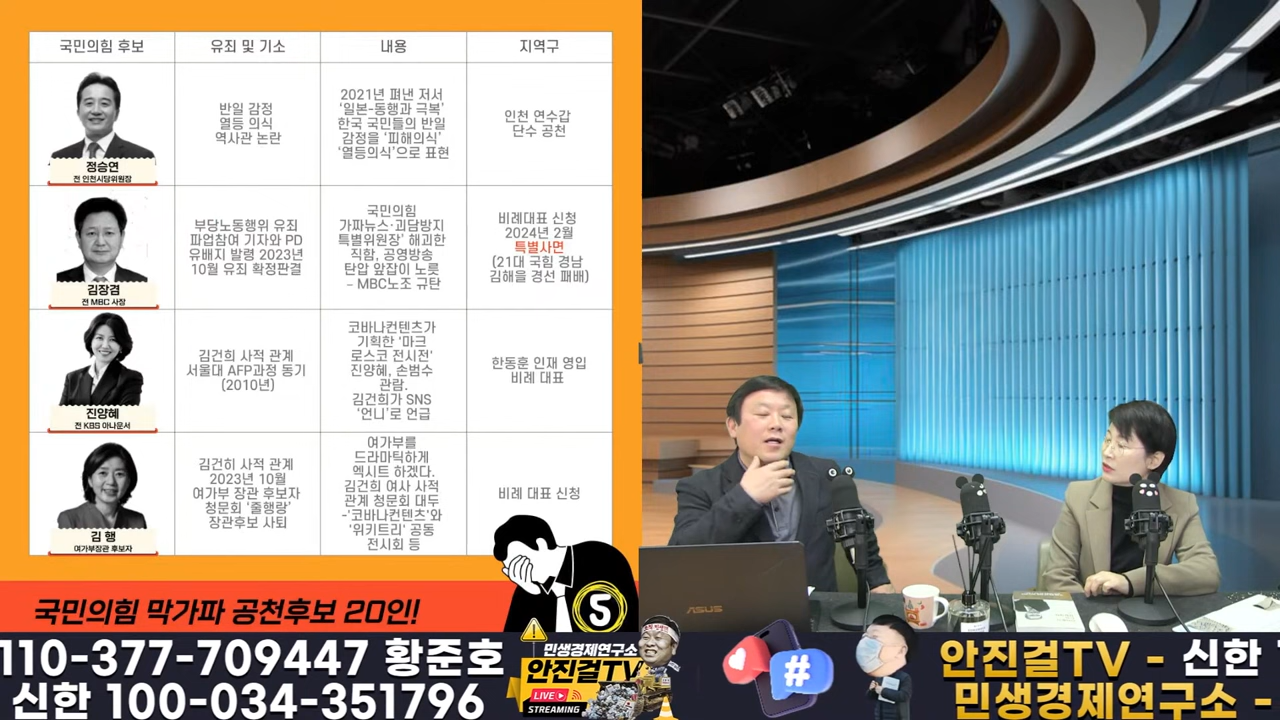 국민의힘 후보
유죄 및 기소
내용
지역구
정승연
전 인천시당위원장
반일 감정
열등 의식
역사관 논란
2021년 펴낸 저서
‘일본-동행과 극복’
한국 국민들의 반일
감정을 ‘피해의식’
‘열등의식’으로 표현
인천 연수갑
단수 공천
김장겸
전 MBC 사장
부당노동행위 유죄
파업참여 기자와 PD
유배지 발령 2023년
10월 유죄 확정판결
국민의힘
가짜뉴스·괴담방지
특별위원장’ 해괴한
직함, 공영방송
탄압 앞잡이 노릇
– MBC노조 규탄
비례대표 신청
2024년 2월
특별사면
(21대 국힘 경남
김해을 경선 패배)
진양혜
전 KBS 아나운서
김건희 사적 관계
서울대 AFP과정 동기
(2010년)
코바나컨텐츠가
기획한 '마크
로스코 전시전'
진양혜, 손범수
관람.
김건희가 SNS
‘언니’로 언급
한동훈 인재 영입
비례 대표
김 행
여가부장관 후보자
김건히 사적 관계
2023년 10월
여가부 장관 후보자
청문회 ‘줄행랑’
장관후보 사퇴
여가부를
드라마틱하게
엑시트 하겠다.
김건희 여사 사적
관계 청문회 대두
-‘코바나컨텐츠’와
‘위키트리’ 공동
전시회 등
비례 대표 신청
국민의힘 막가파 공천후보 20인!
5
ASUS
110-377-709447 황준호
신한 100-034-351796
민생경제연구소
안진걸TV
LIVE
STREAMING
#
안진걸TV - 신한
민생경제연구소 -